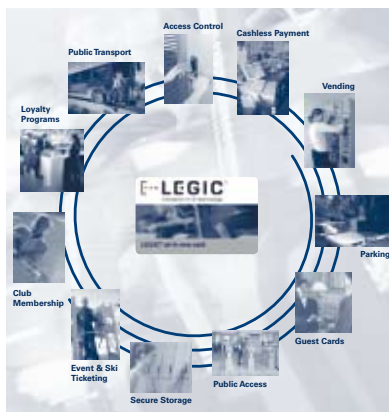 Access Control
Cashless Payment
Public Transport
Vending
Loyalty
Programs
LEGIC
Parking
Club
Membership
Guest Cards
Event & Ski
Ticketing
Public Access
Secure Storage